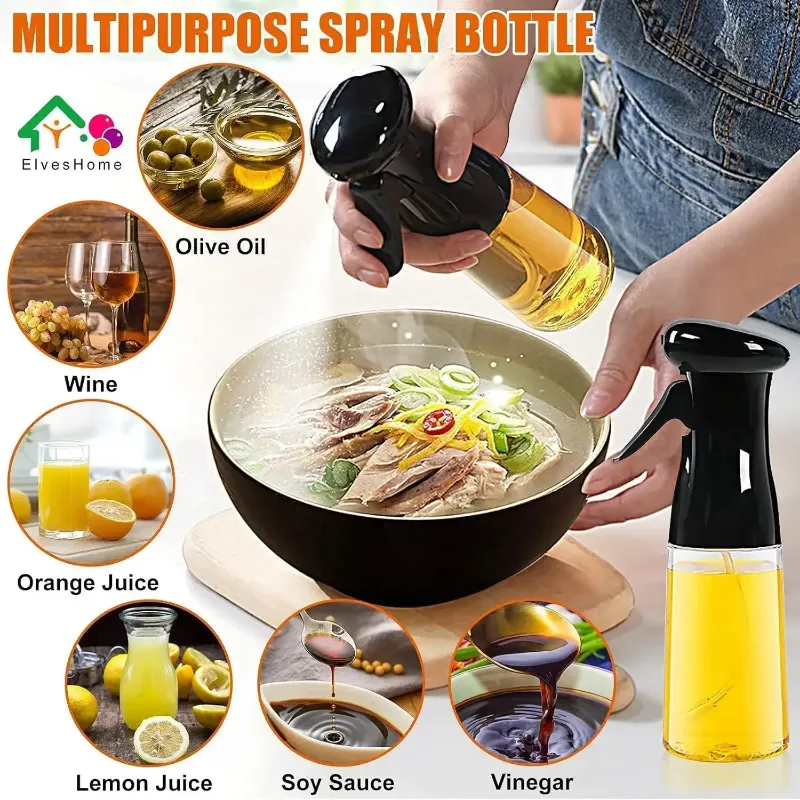 MULTIPURPOSE SPRAY BOTTLE
ElvesHome
Olive Oil
Wine
Orange Juice
Lemon Juice
Soy Sauce
Vinegar